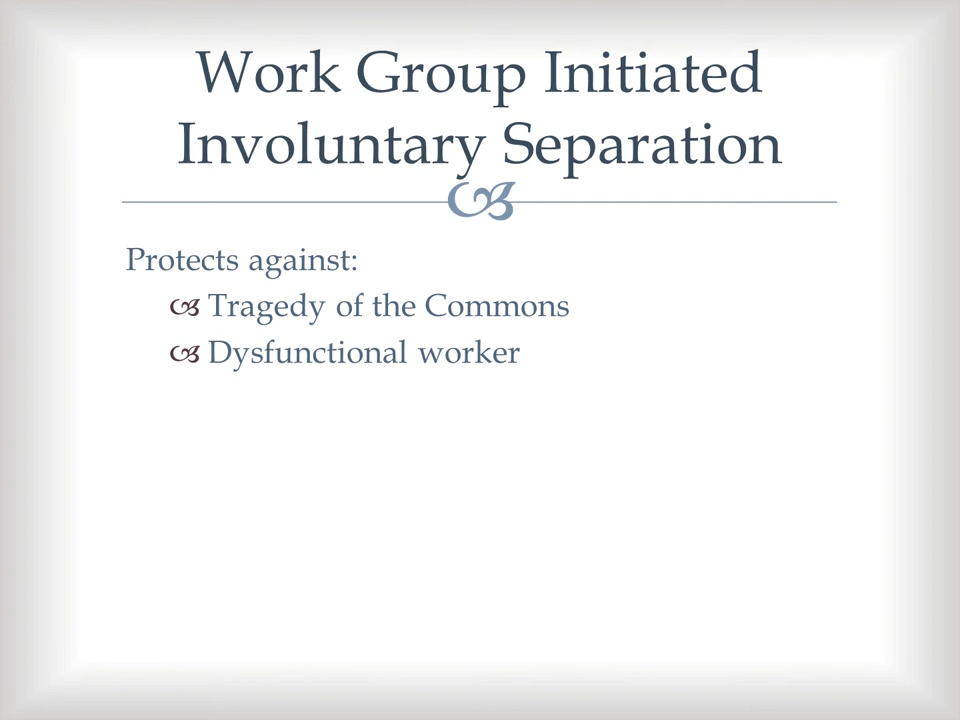 Work Group Initiated
Involuntary Separation
Protects against:
Tragedy of the Commons
Dysfunctional worker